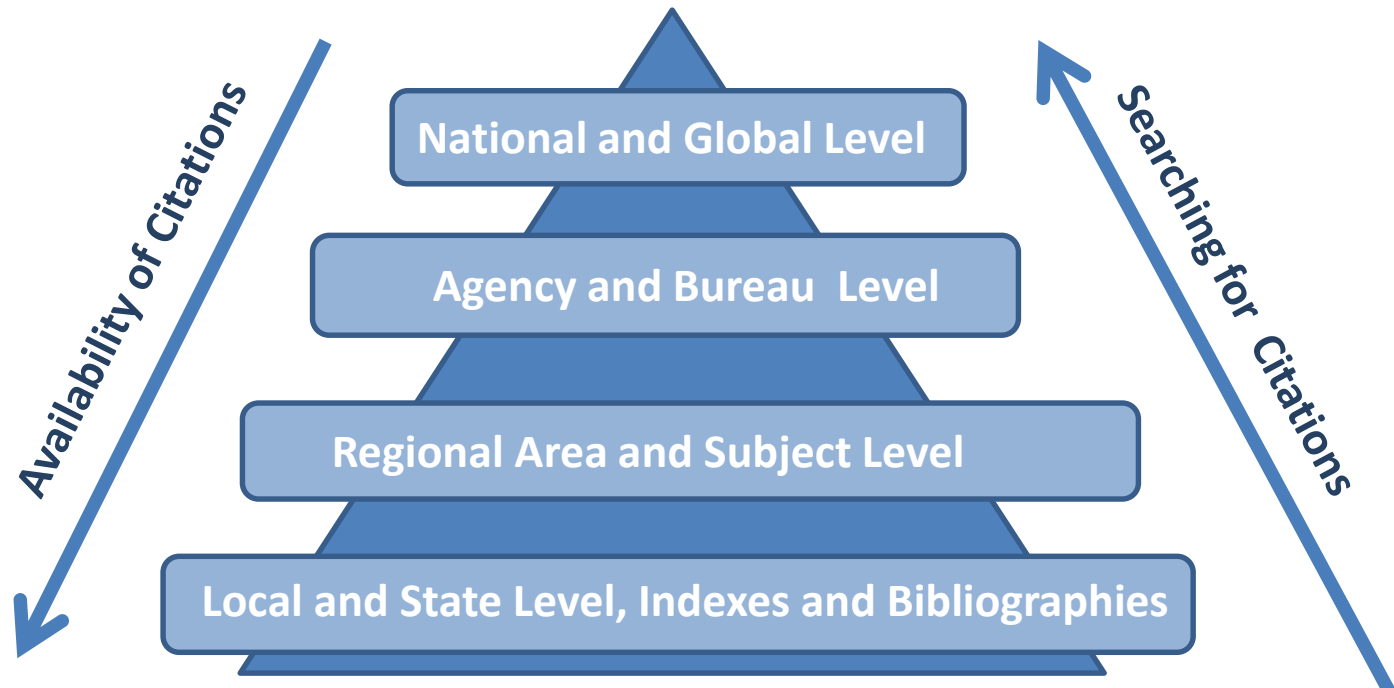 Availability of Citations
National and Global Level
Agency and Bureau Level
Regional Area and Subject Level
Local and State Level, Indexes and Bibliographies
Searching for Citations